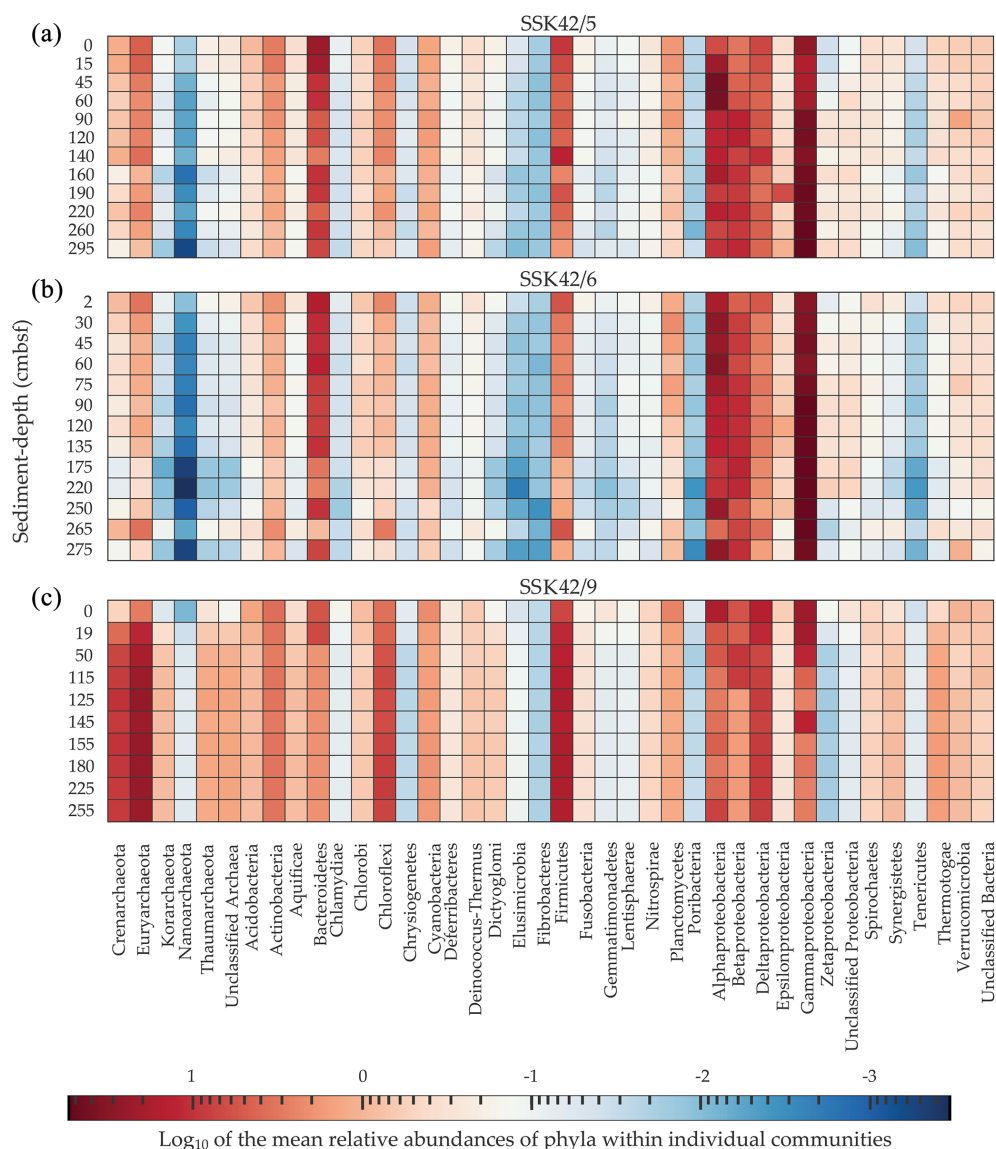 SSK42/5
(a)
0
15
45
60
90
120
140
160
190
220
260
295
SSK42/6
(b)
2
30
45
60
75
90
120
135
175
220
250
265
275
Sediment-depth (cmbsf)
SSK42/9
(c)
0
19
50
115
125
145
155
180
225
255
Crenarchaeota
Euryarchaeota
Korarchaeota
Nanoarchaeota
Thaumarchaeota
Unclassified Archaea
Acidobacteria
Actinobacteria
Aquificae
Bacteroidetes
Chlamydiae
Chlorobi
Chloroflexi
Chrysiogenetes
Cyanobacteria
Deferribacteres
Deinococcus-Thermus
Dictyoglomi
Elusimicrobia
Fibrobacteres
Firmicutes
Fusobacteria
Gemmatimonadetes
Lentisphaerae
Nitrospirae
Planctomycetes
Poribacteria
Alphaproteobacteria
Betaproteobacteria
Deltaproteobacteria
Epsilonproteobacteria
Gammaproteobacteria
Zetaproteobacteria
Unclassified Proteobacteria
Spirochaetes
Synergistetes
Tenericutes
Thermotogae
Verrucomicrobia
Unclassified Bacteria
1 0 -1 -2 -3
Log₁₀ of the mean relative abundances of phyla within individual communities